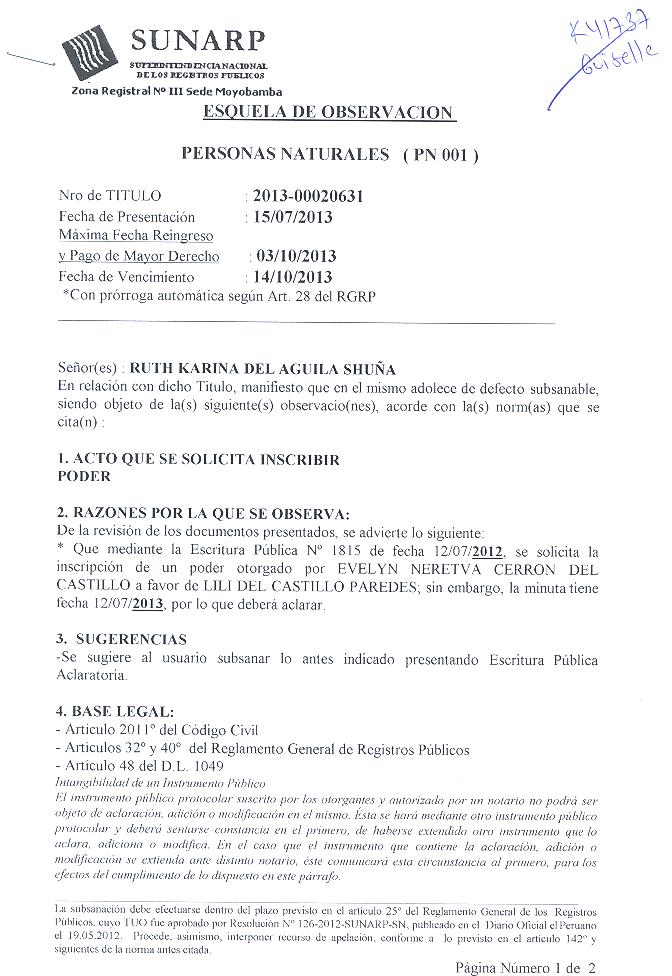 K41737
Guiselle
SUNARP
SUPERINTENDENCIA NACIONAL
DE LOS REGISTROS PUBLICOS
Zona Registral Nº III Sede Moyobamba
ESQUELA DE OBSERVACION
PERSONAS NATURALES ( PN 001 )
Nro de TITULO : 2013-00020631
Fecha de Presentación : 15/07/2013
Máxima Fecha Reingreso
y Pago de Mayor Derecho : 03/10/2013
Fecha de Vencimiento : 14/10/2013
*Con prórroga automática según Art. 28 del RGRP
Señor(es) : RUTH KARINA DEL AGUILA SHUÑA
En relación con dicho Titulo, manifiesto que en el mismo adolece de defecto subsanable,
siendo objeto de la(s) siguiente(s) observacio(nes), acorde con la(s) norm(as) que se
cita(n) :
1. ACTO QUE SE SOLICITA INSCRIBIR
PODER
2. RAZONES POR LA QUE SE OBSERVA:
De la revisión de los documentos presentados, se advierte lo siguiente:
* Que mediante la Escritura Pública Nº 1815 de fecha 12/07/2012, se solicita la
inscripción de un poder otorgado por EVELYN NERETVA CERRON DEL
CASTILLO a favor de LILI DEL CASTILLO PAREDES; sin embargo, la minuta tiene
fecha 12/07/2013, por lo que deberá aclarar.
3. SUGERENCIAS
-Se sugiere al usuario subsanar lo antes indicado presentando Escritura Pública
Aclaratoria.
4. BASE LEGAL:
- Artículo 2011º del Código Civil
- Artículos 32º y 40º del Reglamento General de Registros Públicos
- Artículo 48 del D.L. 1049
Intangibilidad de un Instrumento Público
El instrumento público protocolar suscrito por los otorgantes y autorizado por un notario no podrá ser
objeto de aclaración, adición o modificación en el mismo. Ésta se hará mediante otro instrumento público
protocolar y deberá sentarse constancia en el primero, de haberse extendido otro instrumento que lo
aclara, adiciona o modifica. En el caso que el instrumento que contiene la aclaración, adición o
modificación se extienda ante distinto notario, éste comunicará esta circunstancia al primero, para los
efectos del cumplimiento de lo dispuesto en este párrafo.
La subsanación debe efectuarse dentro del plazo previsto en el artículo 25º del Reglamento General de los Registros
Públicos, cuyo TUO fue aprobado por Resolución Nº 126-2012-SUNARP-SN, publicado en el Diario Oficial el Peruano
el 19.05.2012. Procede, asimismo, interponer recurso de apelación, conforme a lo previsto en el artículo 142º y
siguientes de la norma antes citada.
Página Número 1 de 2